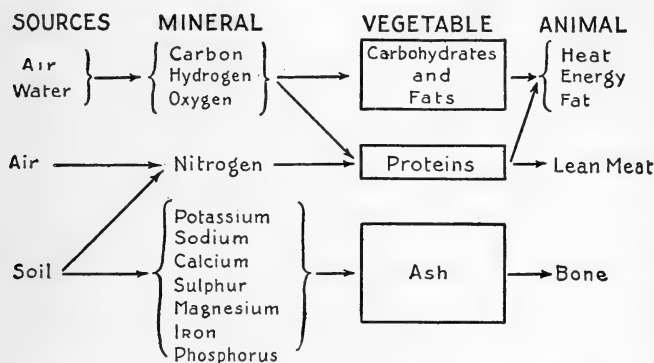 SOURCES MINERAL VEGETABLE ANIMAL
Air
Water
Carbon
Hydrogen
Oxygen
Carbohydrates
and
Fats
Heat
Energy
Fat
Air
Nitrogen
Proteins
Lean Meat
Soil
Potassium
Sodium
Calcium
Sulphur
Magnesium
Iron
Phosphorus
Ash
Bone